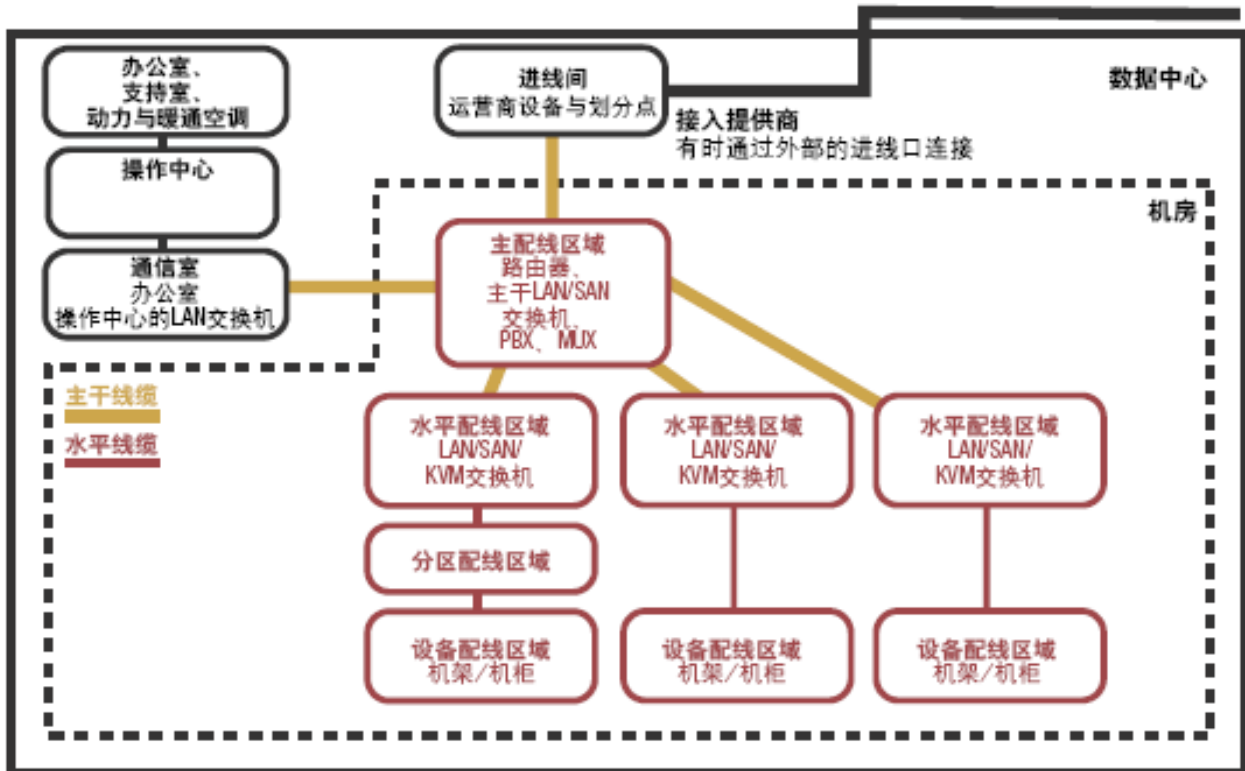 办公室、
支持室、
动力与暖通空调
操作中心
通信室
办公室
操作中心的LAN交换机
进线间
运营商设备与划分点
接入提供商
有时通过外部的进线口连接
数据中心
机房
主配线区域
路由器、
主干LAN/SAN
交换机、
PBX、MUX
主干线缆
水平线缆
水平配线区域
LAN/SAN/
KVM交换机
水平配线区域
LAN/SAN/
KVM交换机
水平配线区域
LAN/SAN/
KVM交换机
分区配线区域
设备配线区域
机架/机柜
设备配线区域
机架/机柜
设备配线区域
机架/机柜